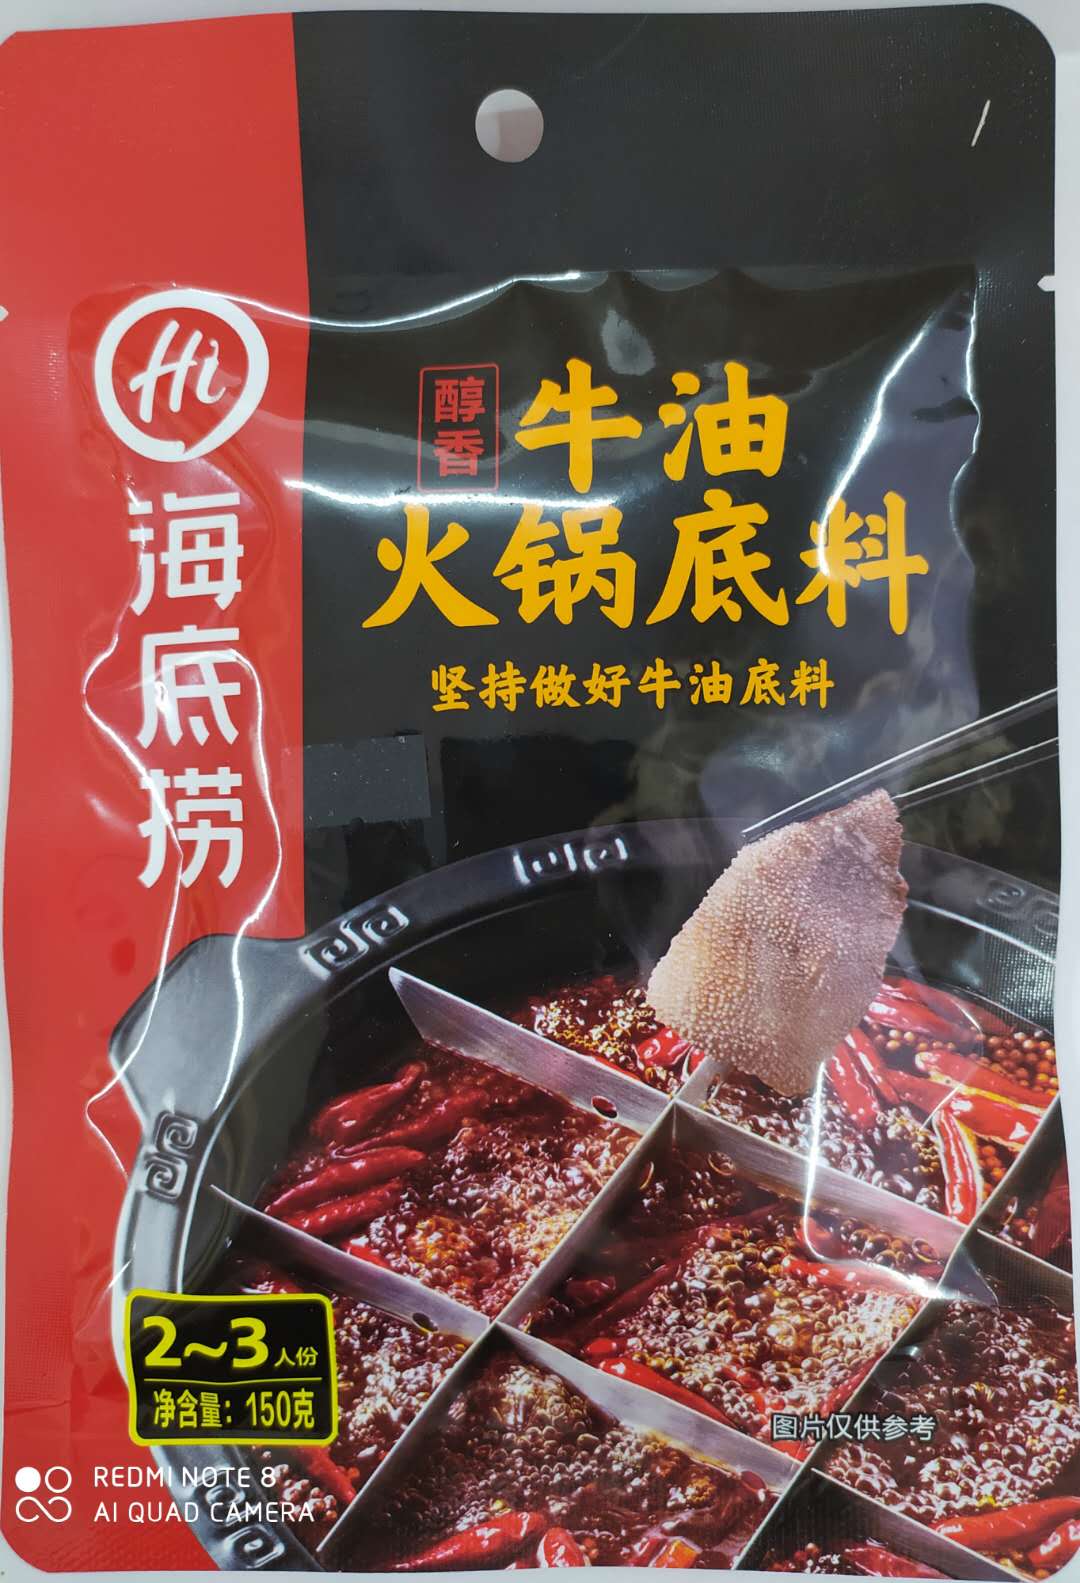 Hi
海底捞
醇香
牛油
火锅底料
坚持做好牛油底料
2~3人份
净含量：150克
图片仅供参考
REDMI NOTE 8
AI QUAD CAMERA